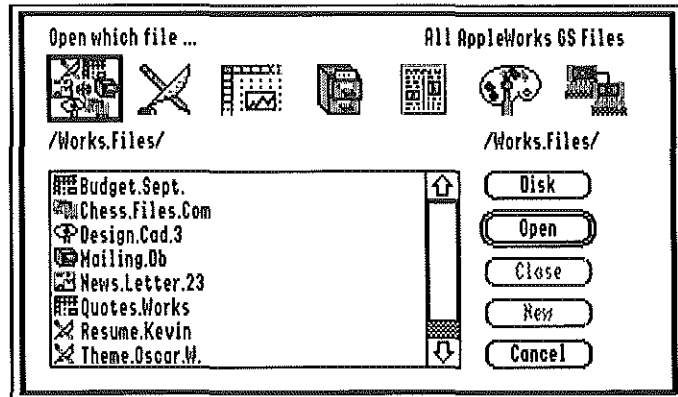 Open which file ... All AppleWorks GS Files
/Works.Files/ /Works.Files/
Budget.Sept.
Chess.Files.Com
Design.Cad.3
Mailing.Db
News.Letter.23
Quotes.Works
Resume.Kevin
Theme.Oscar.W.
Disk
Open
Close
New
Cancel